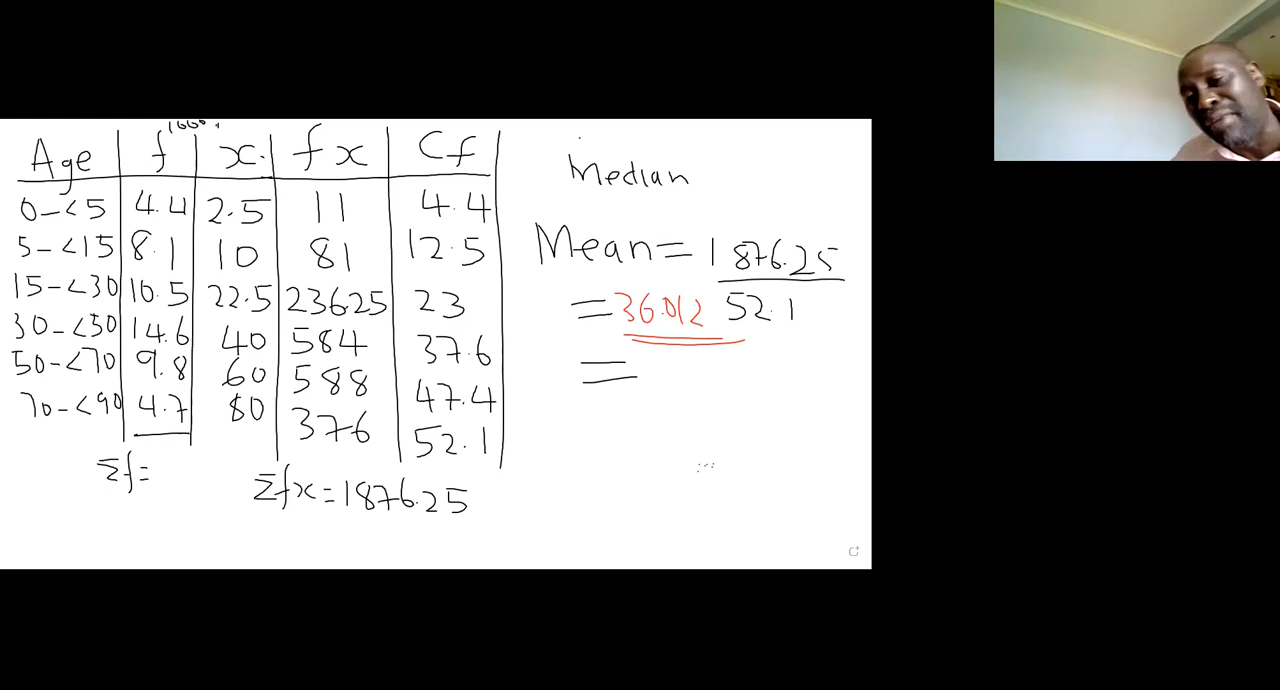 1000
Age f x fx Cf
0-<5 4.4 2.5 11 4.4
5-<15 8.1 10 81 12.5
15-<30 10.5 22.5 236.25 23
30-<50 14.6 40 584 37.6
50-<70 9.8 60 588 47.4
70-<90 4.7 80 376 52.1
Σf=
Σfx=1876.25
Median
Mean=1876.25
52.1
=36.012
=